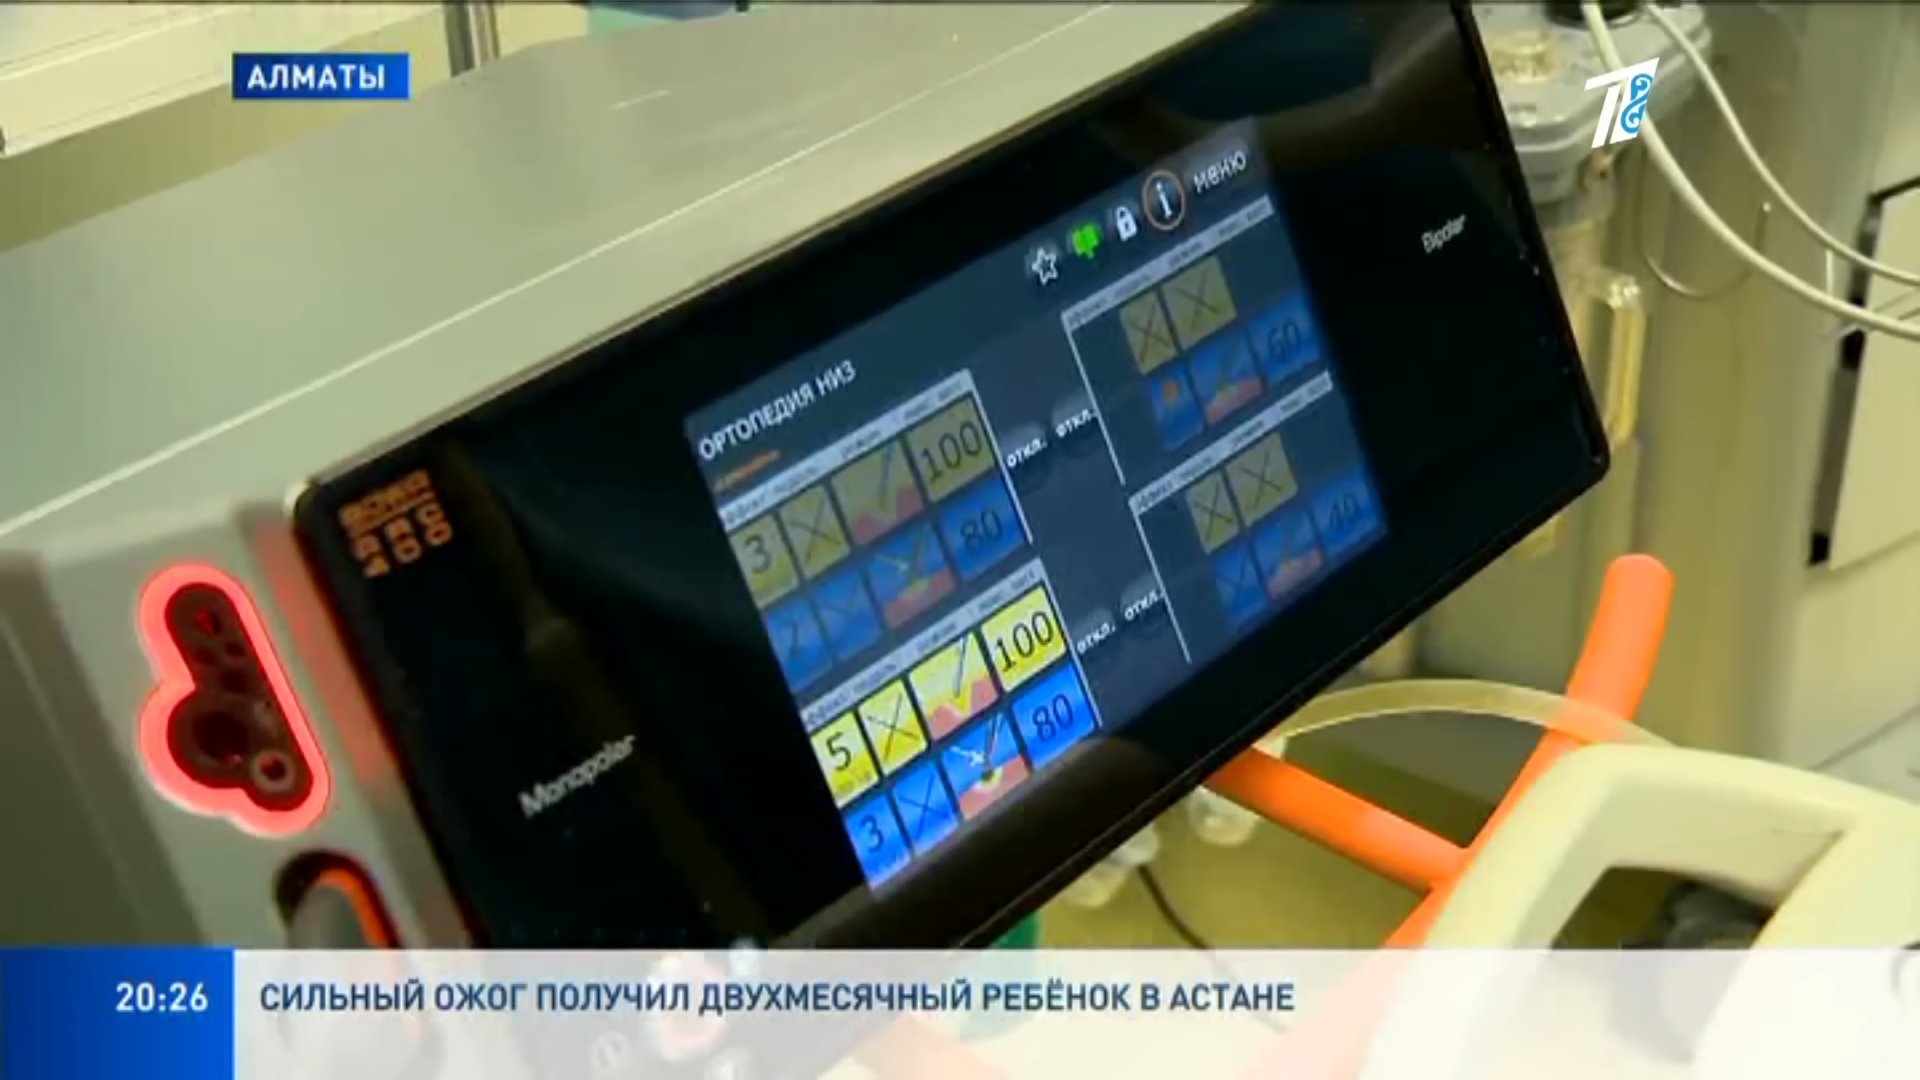 АЛМАТЫ
меню
Bipolar
60
ОРТОПЕДИЯ НИЗ
100
откл. откл.
3
80
40
100
откл. откл.
5
80
Monopolar
3
20:26
СИЛЬНЫЙ ОЖОГ ПОЛУЧИЛ ДВУХМЕСЯЧНЫЙ РЕБЁНОК В АСТАНЕ